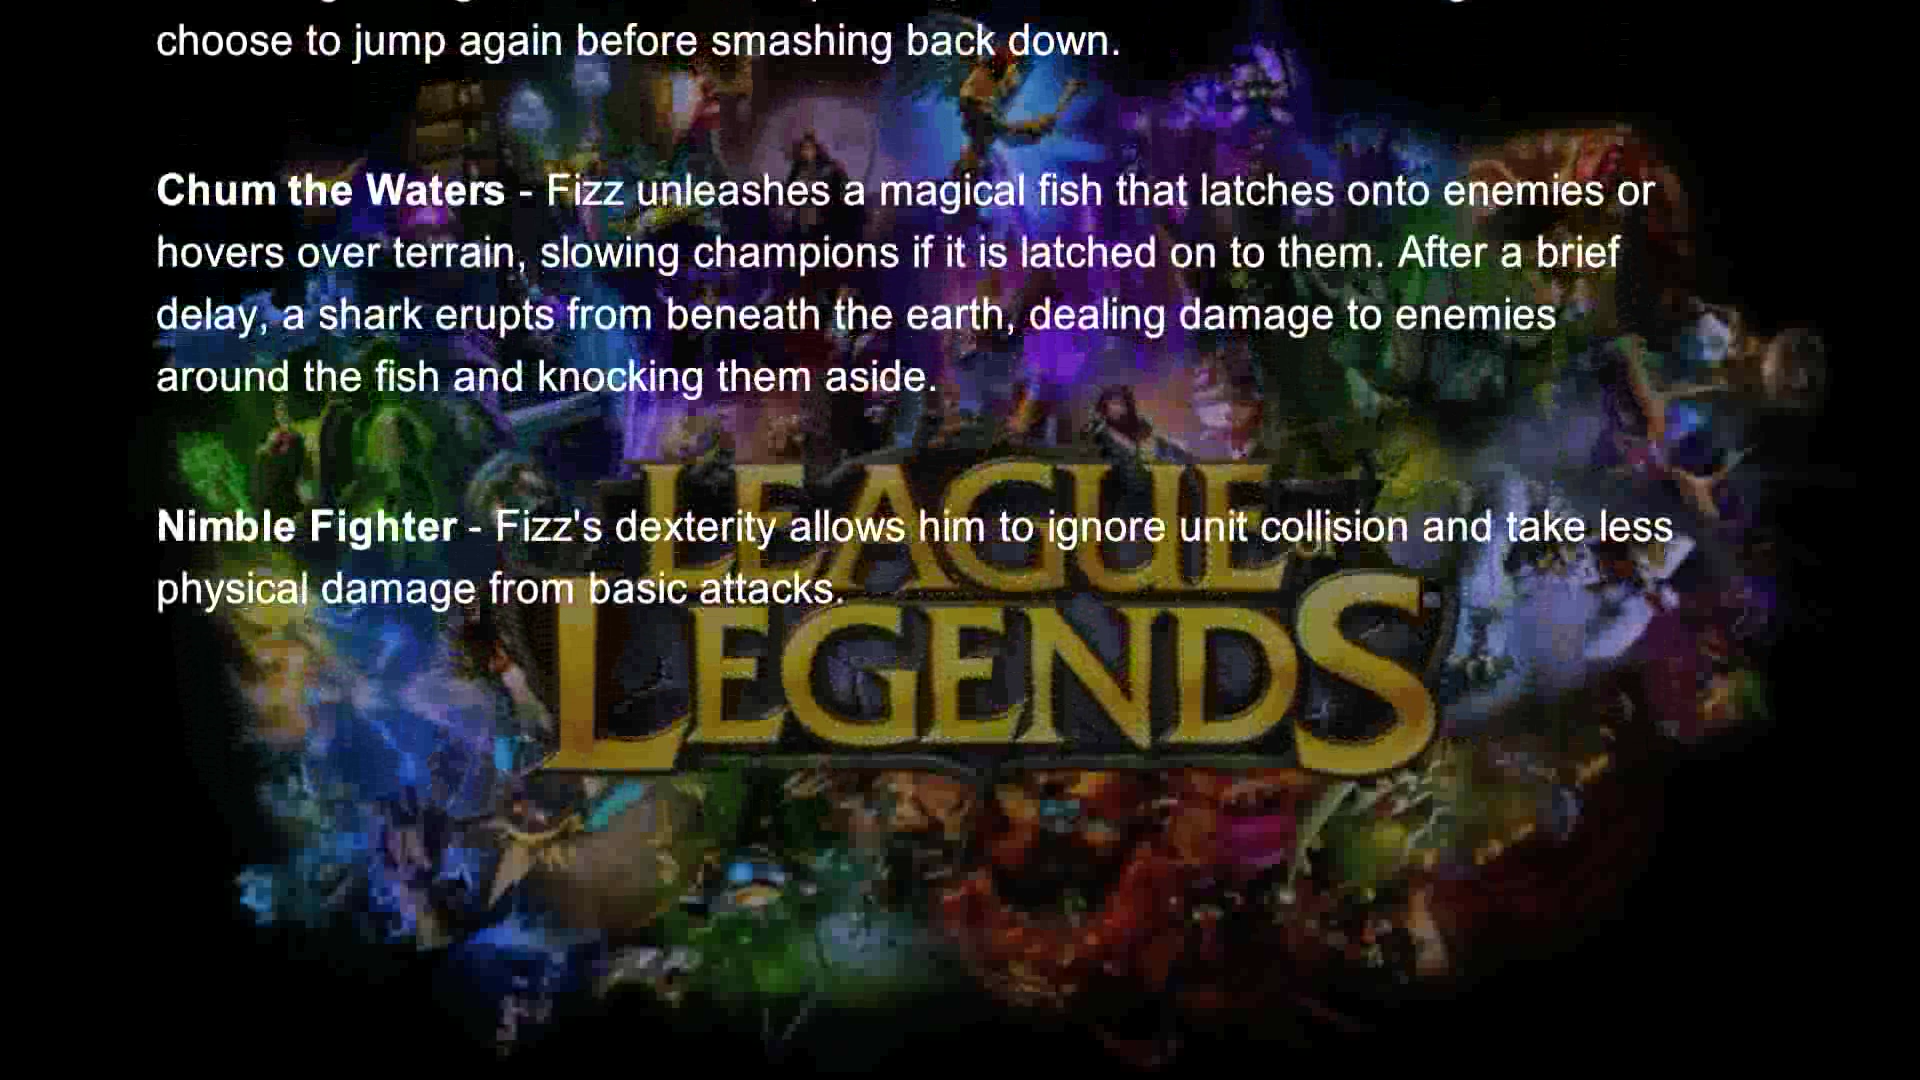 choose to jump again before smashing back down.
Chum the Waters - Fizz unleashes a magical fish that latches onto enemies or
hovers over terrain, slowing champions if it is latched on to them. After a brief
delay, a shark erupts from beneath the earth, dealing damage to enemies
around the fish and knocking them aside.
Nimble Fighter - Fizz's dexterity allows him to ignore unit collision and take less
physical damage from basic attacks.
LEAGUE OF
LEGENDS